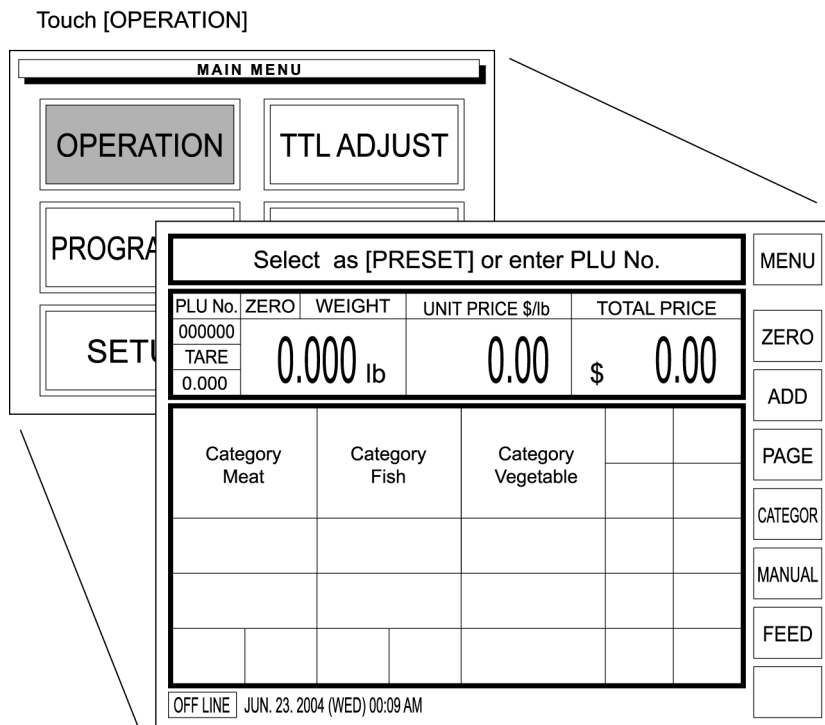 Touch [OPERATION]
MAIN MENU
OPERATION
TTL ADJUST
Select as [PRESET] or enter PLU No.
MENU
PLU No. ZERO WEIGHT UNIT PRICE $/lb TOTAL PRICE
000000
TARE
0.000
0.000 lb
0.00
$ 0.00
ZERO
ADD
Category
Meat
Category
Fish
Category
Vegetable
PAGE
CATEGOR
MANUAL
FEED
OFF LINE JUN. 23. 2004 (WED) 00:09 AM